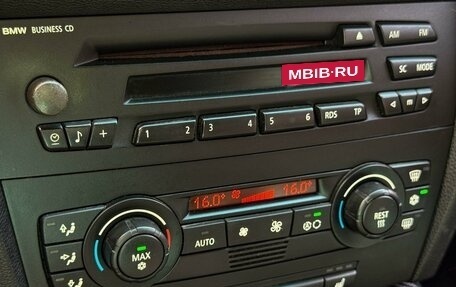 BMW BUSINESS CD
AM FM
MBIB-RU
SC MODE
m
1 2 3 4 5 6 RDS TP
16.0° 16.0°
MAX
AUTO
REST